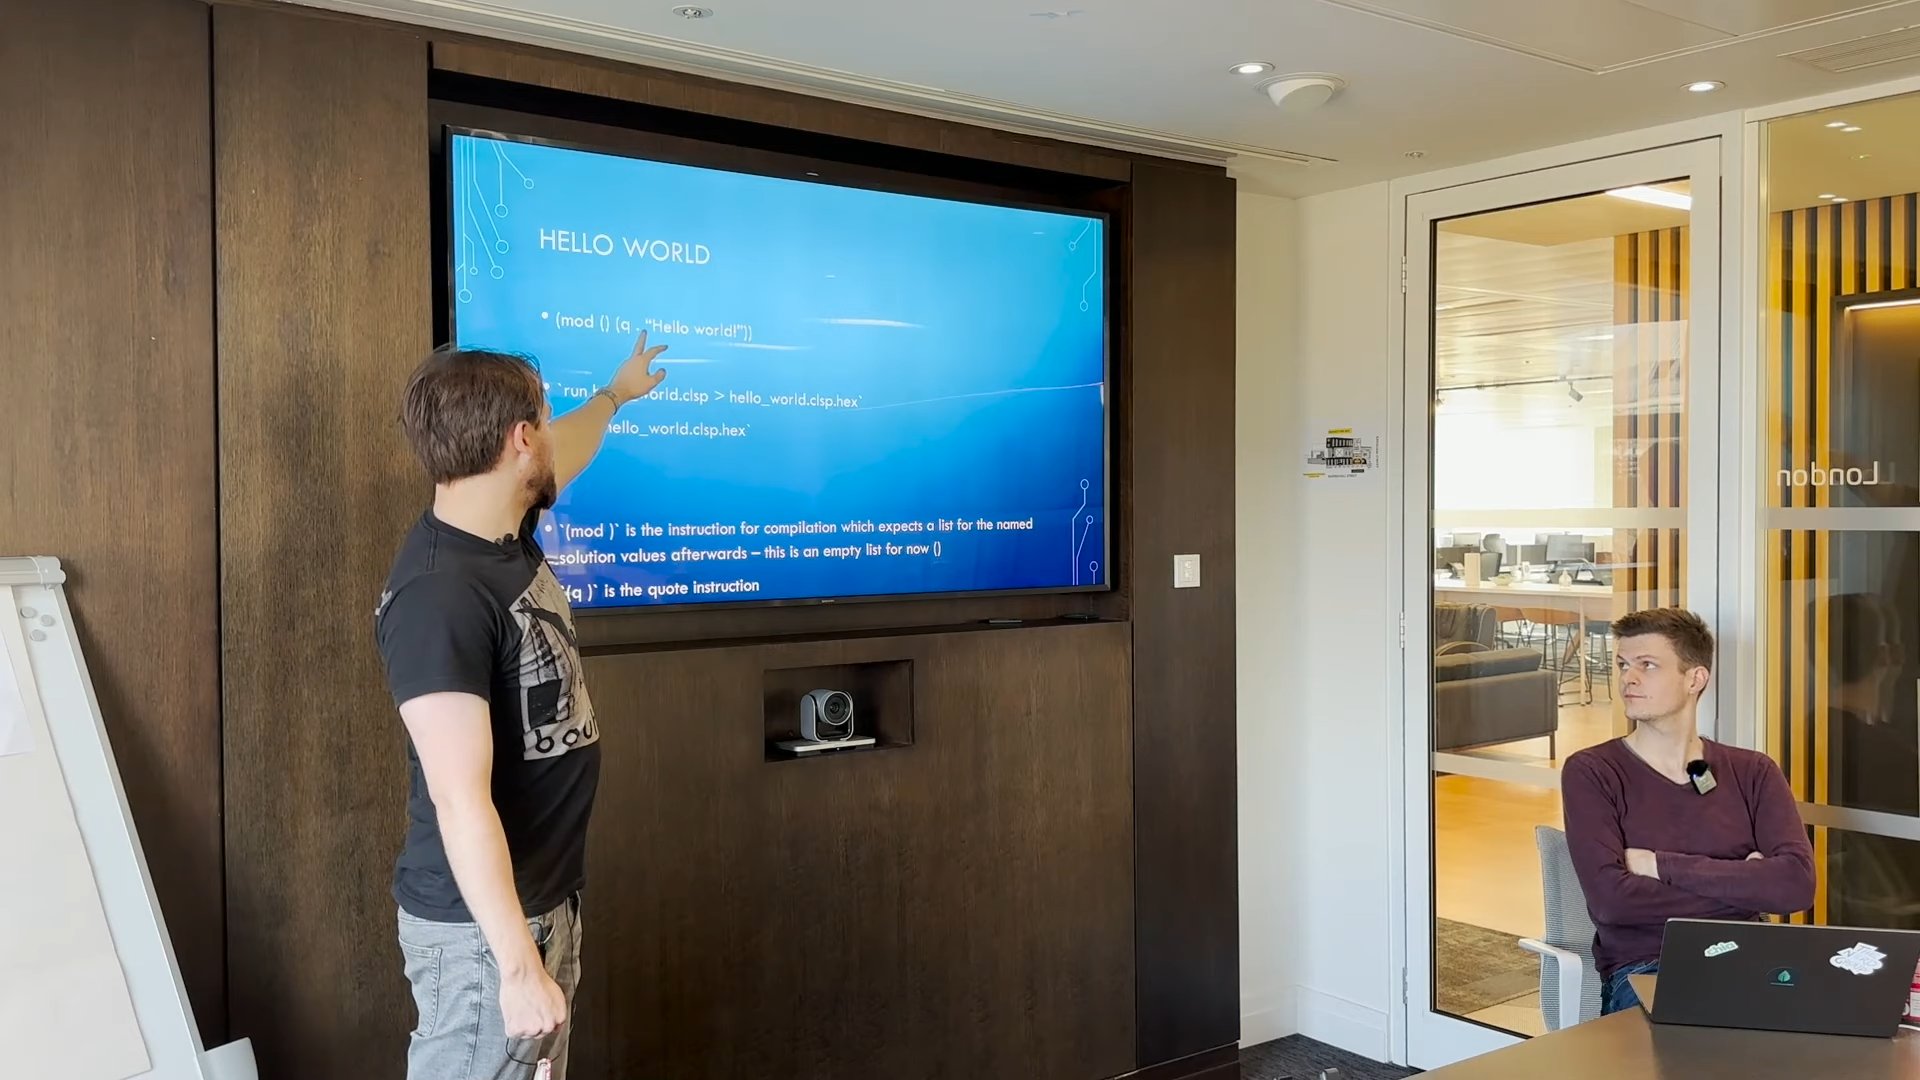 HELLO WORLD
(mod () (q . “Hello world!”))
`run world.clsp > hello_world.clsp.hex`
hello_world.clsp.hex`
`(mod )` is the instruction for compilation which expects a list for the named
solution values afterwards – this is an empty list for now ()
`(q )` is the quote instruction
London
chia